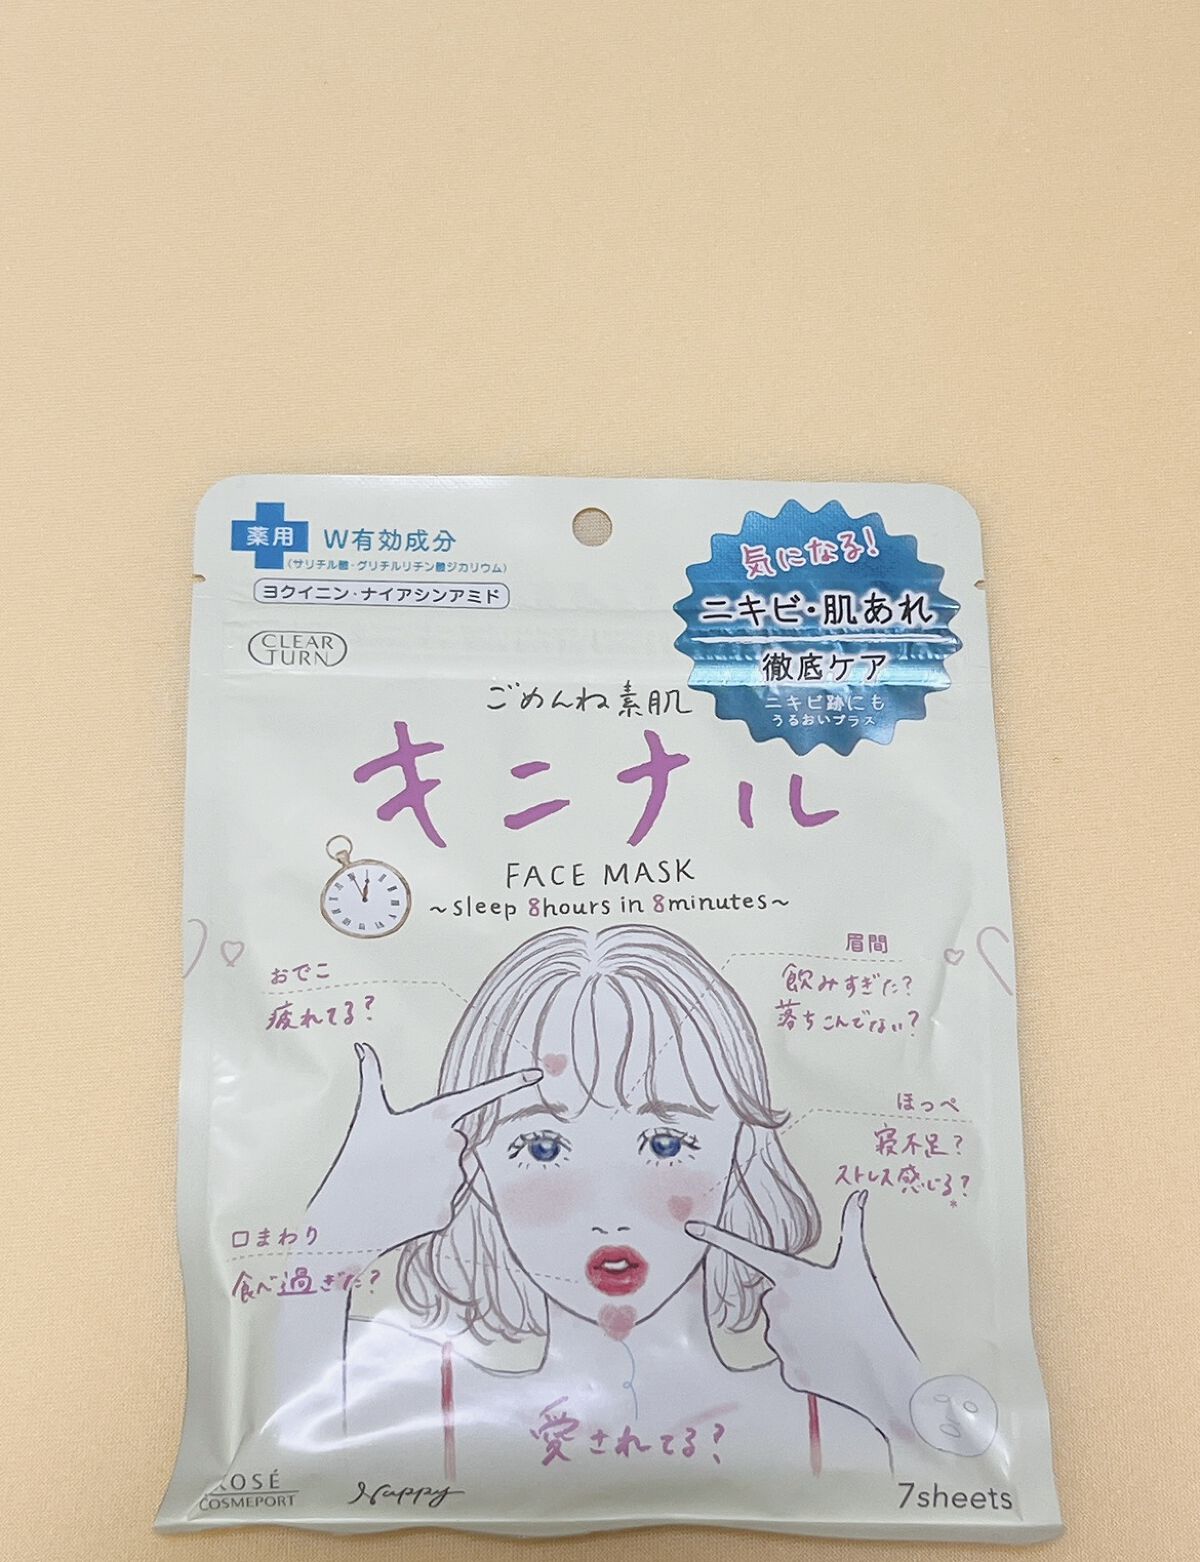 薬用
W有効成分
(サリチル酸・グリチルリチン酸ジカリウム)
ヨクイニン・ナイアシンアミド
CLEAR
TURN
気になる!
ニキビ・肌あれ
徹底ケア
ニキビ跡にも
うるおいプラス
ごめんね素肌
キニナル
FACE MASK
~sleep 8hours in 8minutes~
おでこ
疲れてる?
眉間
飲みすぎた?
落ちこんでない?
ほっぺ
寝不足?
ストレス感じる?
*
口まわり
食べ過ぎた?
愛されてる?
KOSÉ
COSMEPORT
Nappy
7sheets